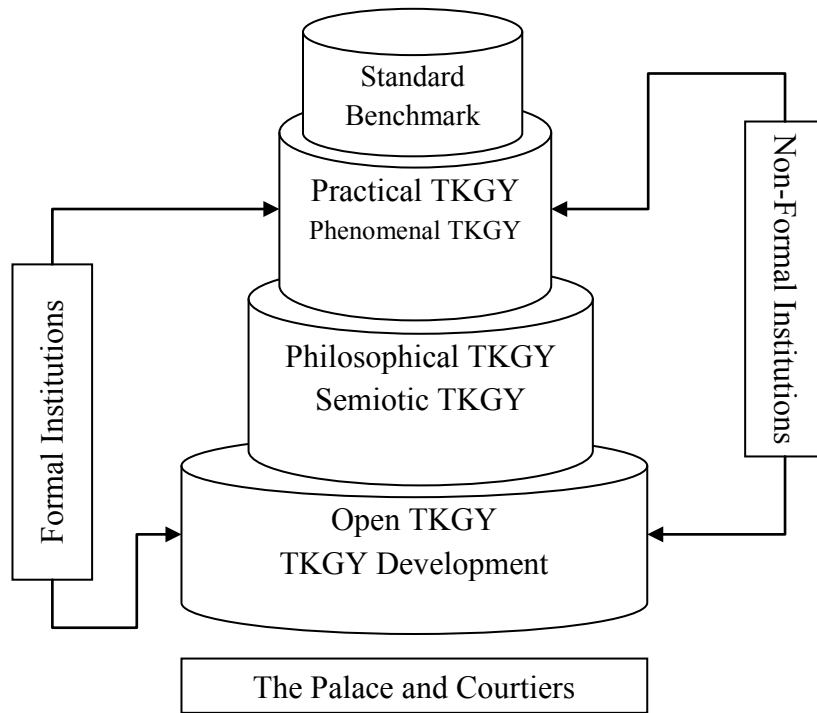 Standard
Benchmark
Practical TKGY
Phenomenal TKGY
Philosophical TKGY
Semiotic TKGY
Open TKGY
TKGY Development
The Palace and Courtiers
Formal Institutions
Non-Formal Institutions